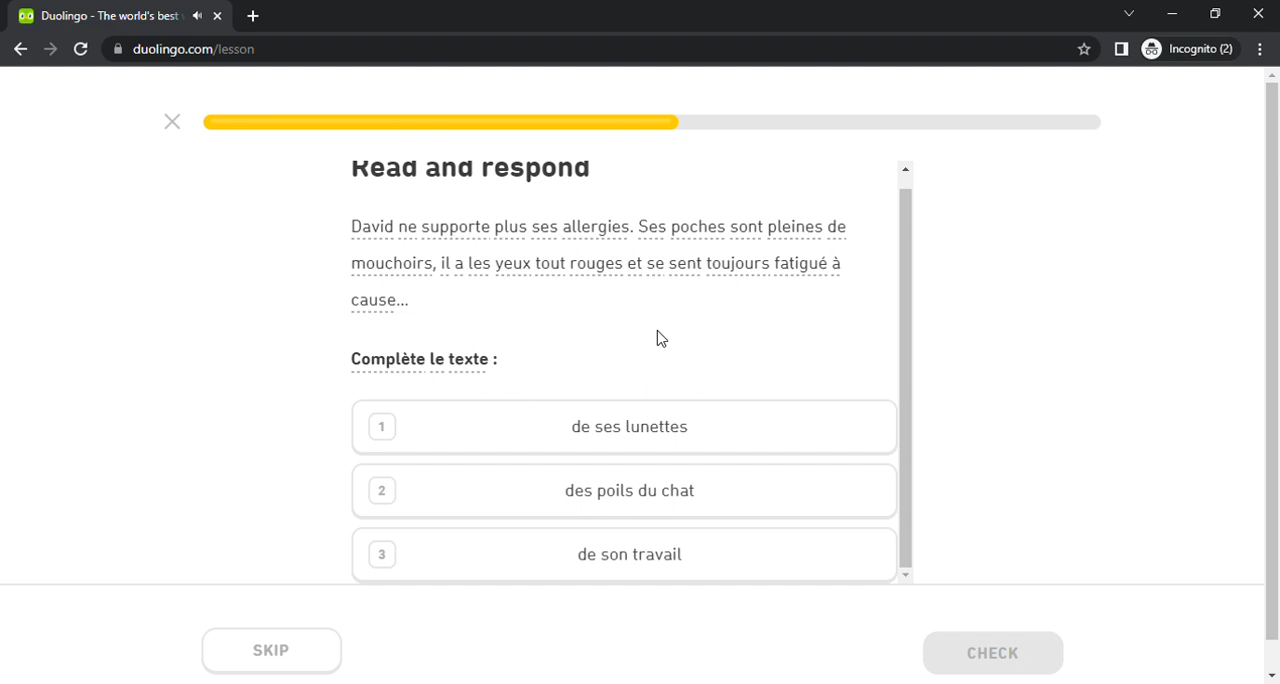 Duolingo - The world's best
duolingo.com/lesson
Incognito (2)
Read and respond
David ne supporte plus ses allergies. Ses poches sont pleines de
mouchoirs, il a les yeux tout rouges et se sent toujours fatigué à
cause...
Complète le texte :
1 de ses lunettes
2 des poils du chat
3 de son travail
SKIP
CHECK